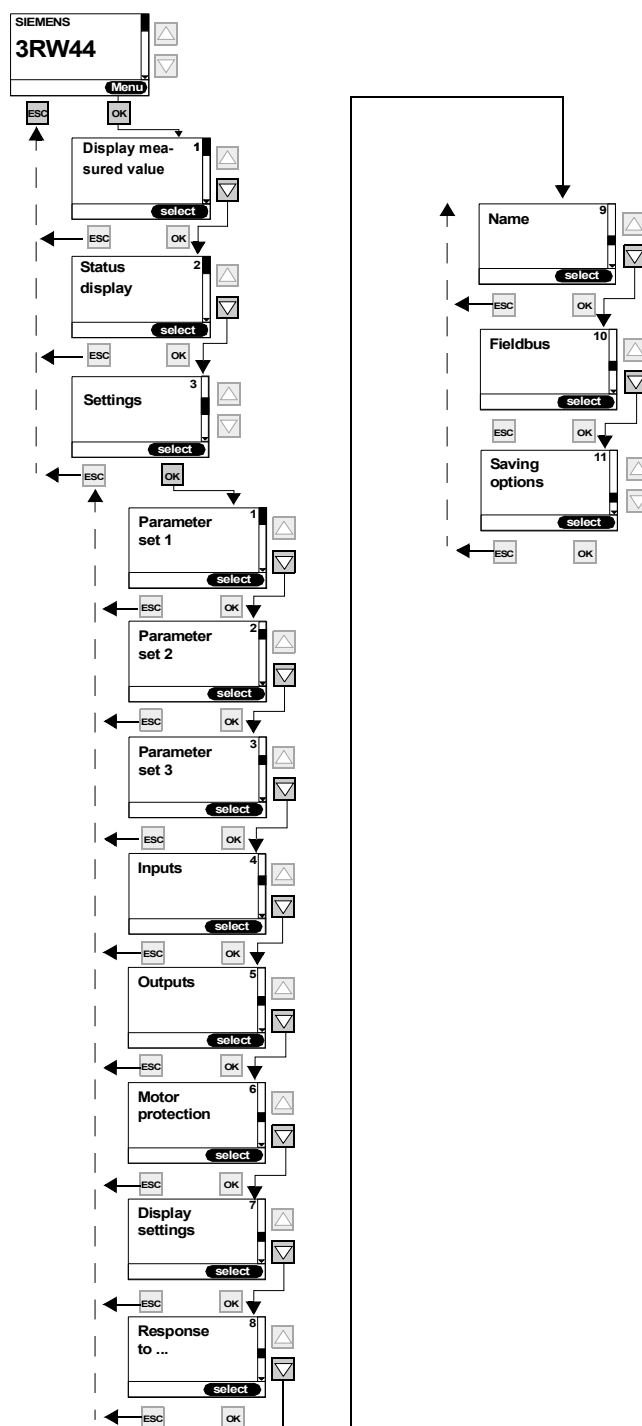 SIEMENS
3RW44
Menu
ESC
OK
Display mea-
sured value
1
select
ESC
OK
Status
display
2
select
ESC
OK
Settings
3
select
ESC
OK
Parameter
set 1
1
select
ESC
OK
Parameter
set 2
2
select
ESC
OK
Parameter
set 3
3
select
ESC
OK
Inputs
4
select
ESC
OK
Outputs
5
select
ESC
OK
Motor
protection
6
select
ESC
OK
Display
settings
7
select
ESC
OK
Response
to ...
8
select
ESC
OK
Name
9
select
ESC
OK
Fieldbus
10
select
ESC
OK
Saving
options
11
select
ESC
OK